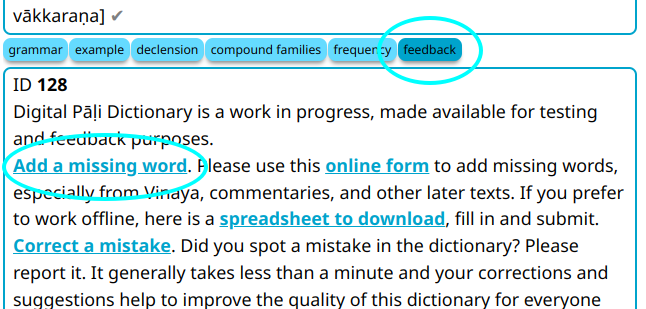 vākkaraṇa] ✔
grammar example declension compound families frequency feedback
ID 128
Digital Pāḷi Dictionary is a work in progress, made available for testing
and feedback purposes.
Add a missing word. Please use this online form to add missing words,
especially from Vinaya, commentaries, and other later texts. If you prefer
to work offline, here is a spreadsheet to download, fill in and submit.
Correct a mistake. Did you spot a mistake in the dictionary? Please
report it. It generally takes less than a minute and your corrections and
suggestions help to improve the quality of this dictionary for everyone